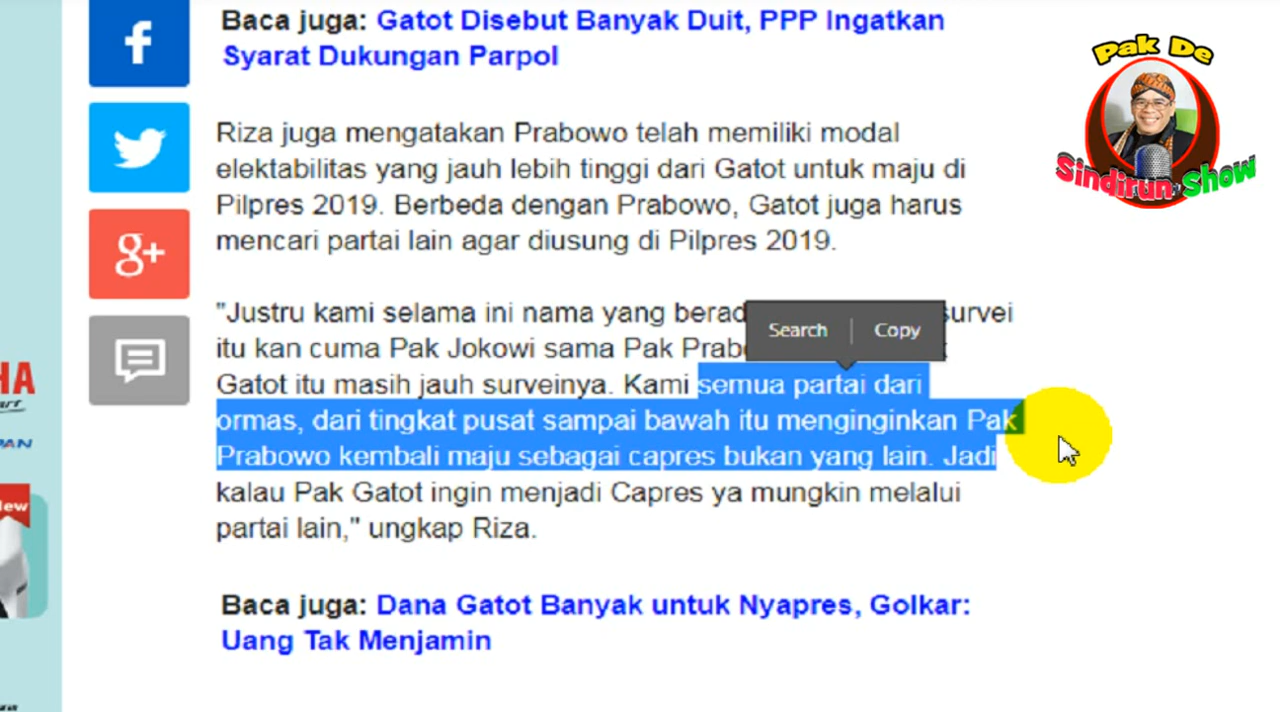 Baca juga: Gatot Disebut Banyak Duit, PPP Ingatkan
Syarat Dukungan Parpol
Pak De
Sindirun Show
Riza juga mengatakan Prabowo telah memiliki modal
elektabilitas yang jauh lebih tinggi dari Gatot untuk maju di
Pilpres 2019. Berbeda dengan Prabowo, Gatot juga harus
mencari partai lain agar diusung di Pilpres 2019.
"Justru kami selama ini nama yang survei
Search | Copy
itu kan cuma Pak Jokowi sama Pak
Gatot itu masih jauh surveinya. Kami semua partai dari
ormas, dari tingkat pusat sampai bawah itu menginginkan Pak
Prabowo kembali maju sebagai capres bukan yang lain. Jadi
kalau Pak Gatot ingin menjadi Capres ya mungkin melalui
partai lain," ungkap Riza.
Baca juga: Dana Gatot Banyak untuk Nyapres, Golkar:
Uang Tak Menjamin